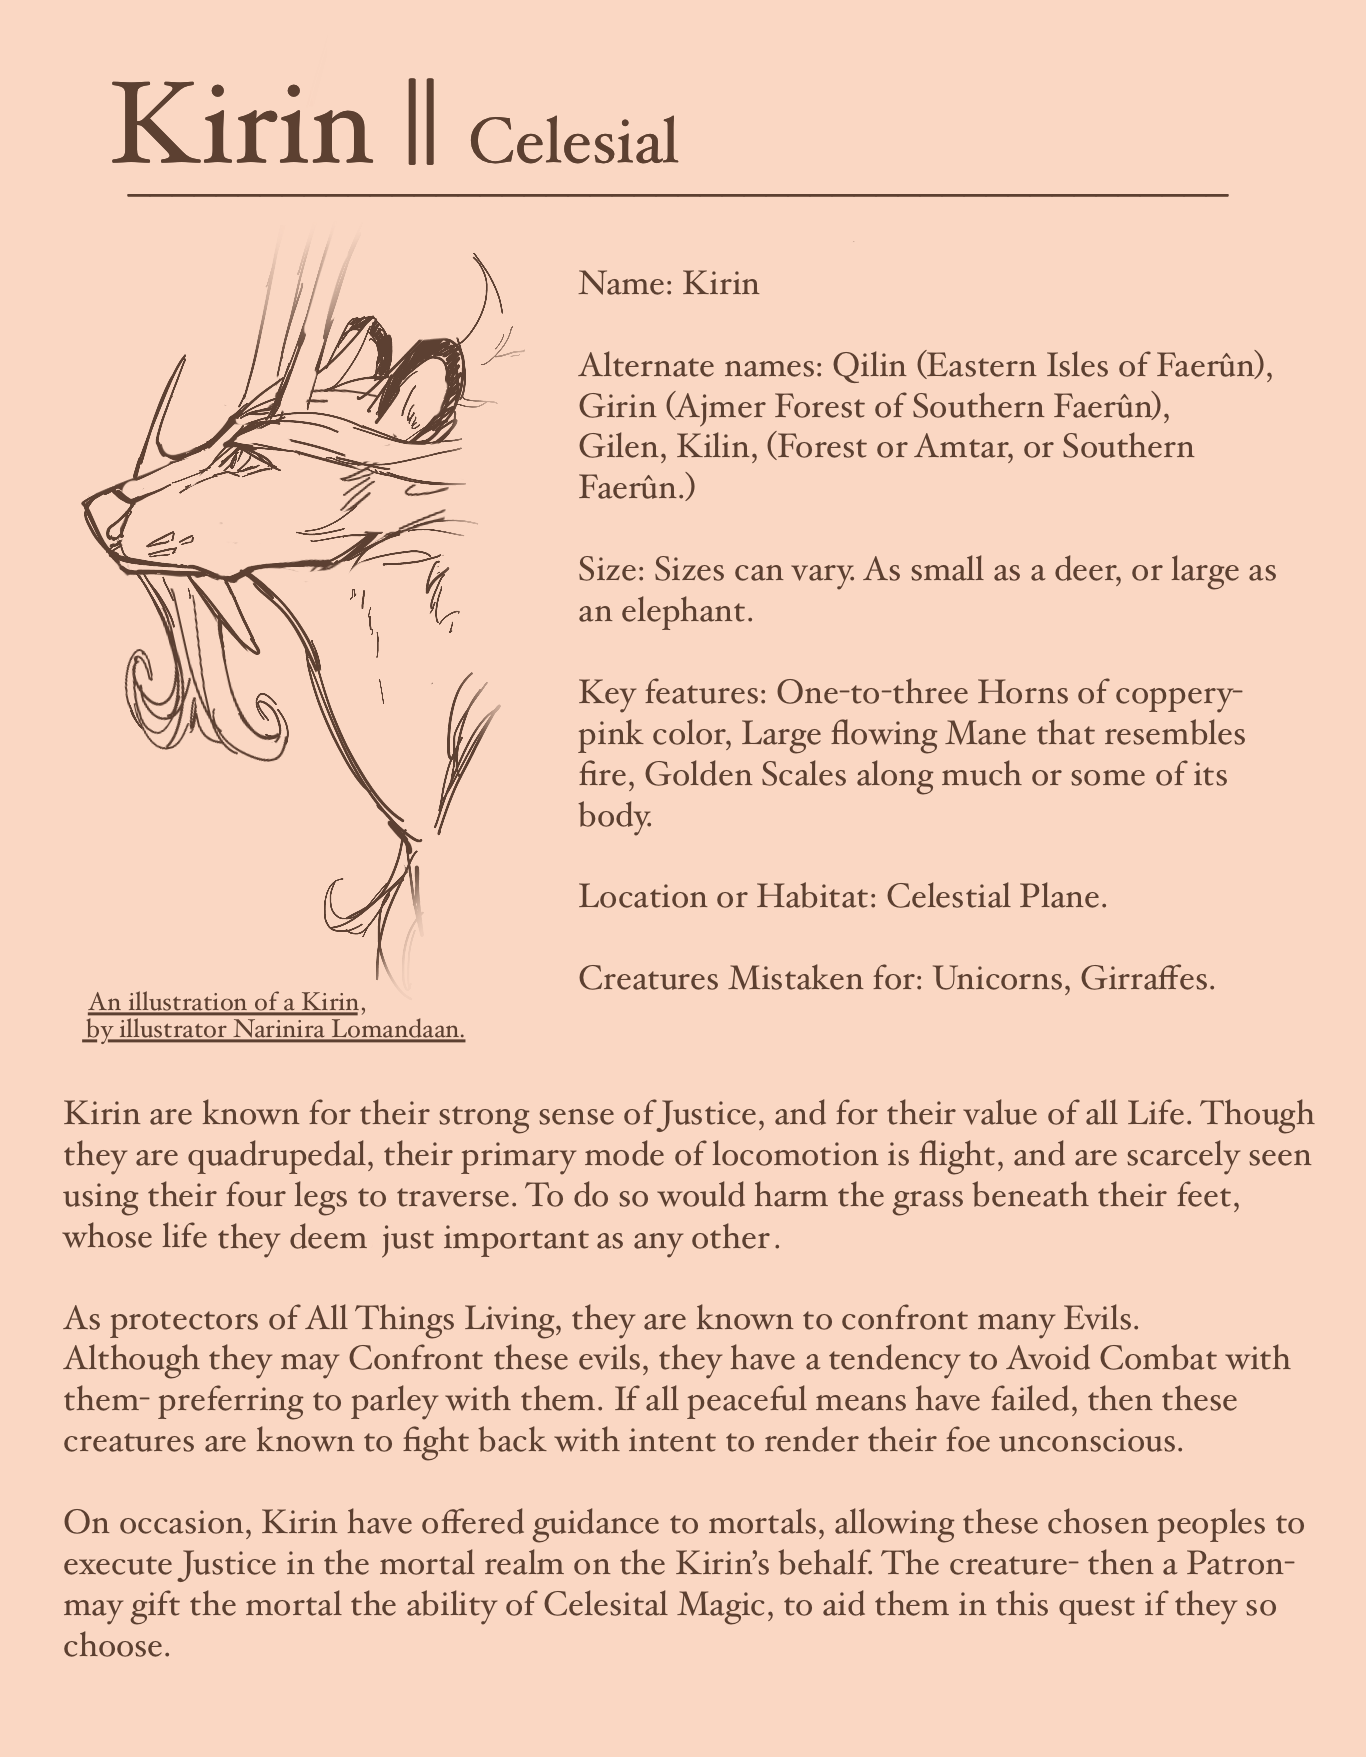 Kirin || Celesial
Name: Kirin
Alternate names: Qilin (Eastern Isles of Faerûn),
Girin (Ajmer Forest of Southern Faerûn),
Gilen, Kilin, (Forest or Amtar, or Southern
Faerûn.)
Size: Sizes can vary. As small as a deer, or large as
an elephant.
Key features: One-to-three Horns of coppery-
pink color, Large flowing Mane that resembles
fire, Golden Scales along much or some of its
body.
Location or Habitat: Celestial Plane.
Creatures Mistaken for: Unicorns, Girraffes.
An illustration of a Kirin,
by illustrator Narinira Lomandaan.
Kirin are known for their strong sense of Justice, and for their value of all Life. Though
they are quadrupedal, their primary mode of locomotion is flight, and are scarcely seen
using their four legs to traverse. To do so would harm the grass beneath their feet,
whose life they deem just important as any other.
As protectors of All Things Living, they are known to confront many Evils.
Although they may Confront these evils, they have a tendency to Avoid Combat with
them- preferring to parley with them. If all peaceful means have failed, then these
creatures are known to fight back with intent to render their foe unconscious.
On occasion, Kirin have offered guidance to mortals, allowing these chosen peoples to
execute Justice in the mortal realm on the Kirin's behalf. The creature- then a Patron-
may gift the mortal the ability of Celesital Magic, to aid them in this quest if they so
choose.